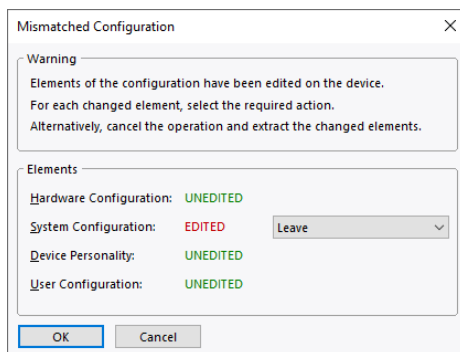 Mismatched Configuration
Warning
Elements of the configuration have been edited on the device.
For each changed element, select the required action.
Alternatively, cancel the operation and extract the changed elements.
Elements
Hardware Configuration: UNEDITED
System Configuration: EDITED Leave
Device Personality: UNEDITED
User Configuration: UNEDITED
OK Cancel